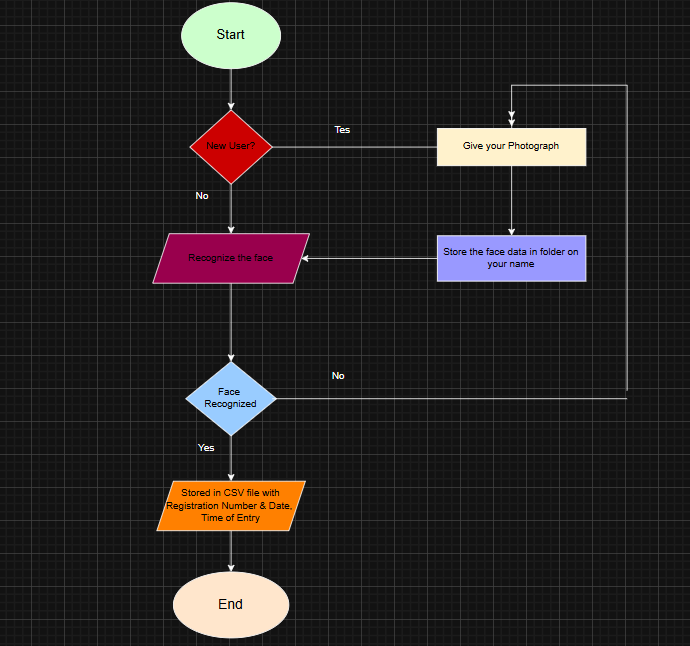 Start
Tes
New User?
Give your Photograph
No
Recognize the face
Store the face data in folder on
your name
No
Face
Recognized
Yes
Stored in CSV file with
Registration Number & Date,
Time of Entry
End